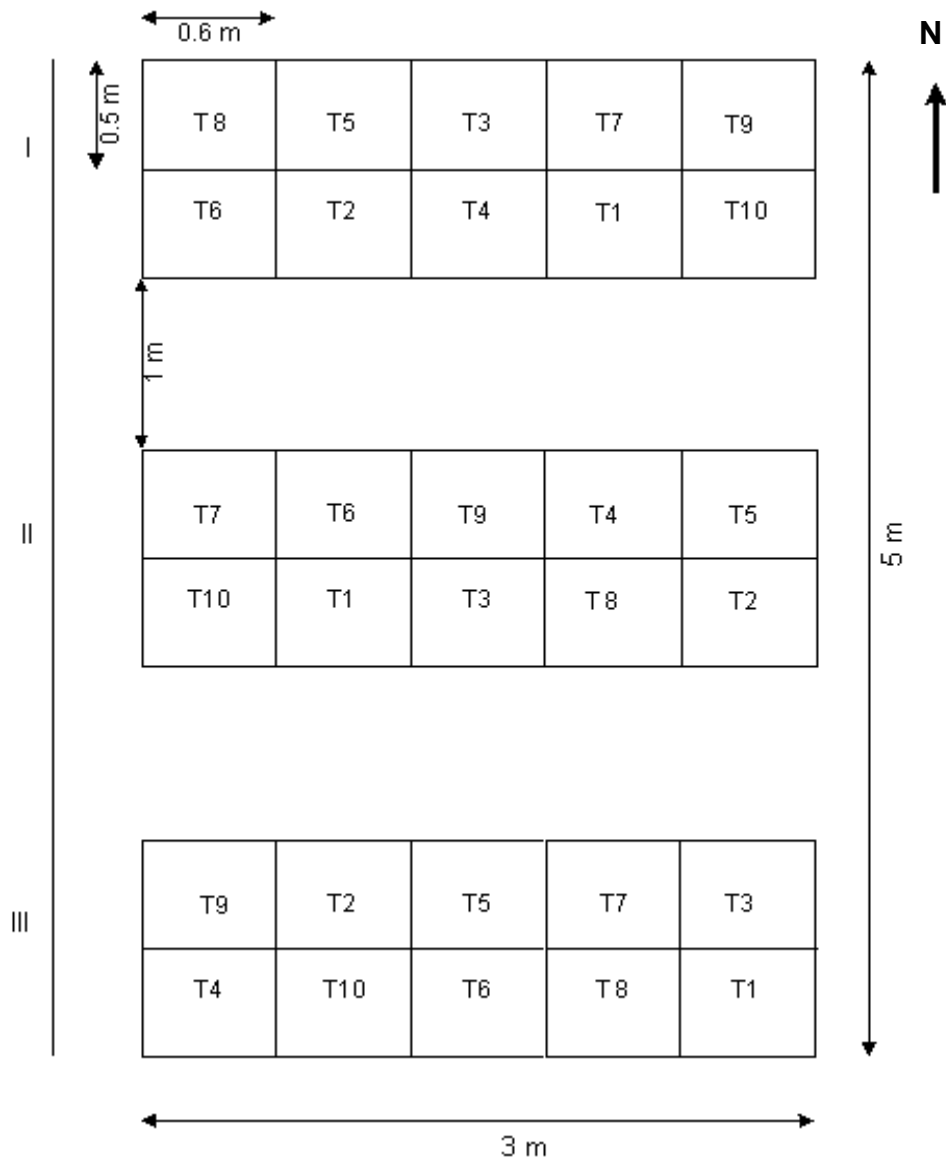 0.6 m
N
0.5 m
I
T8 T5 T3 T7 T9
T6 T2 T4 T1 T10
1 m
II
T7 T6 T9 T4 T5
5 m
T10 T1 T3 T8 T2
III
T9 T2 T5 T7 T3
T4 T10 T6 T8 T1
3 m